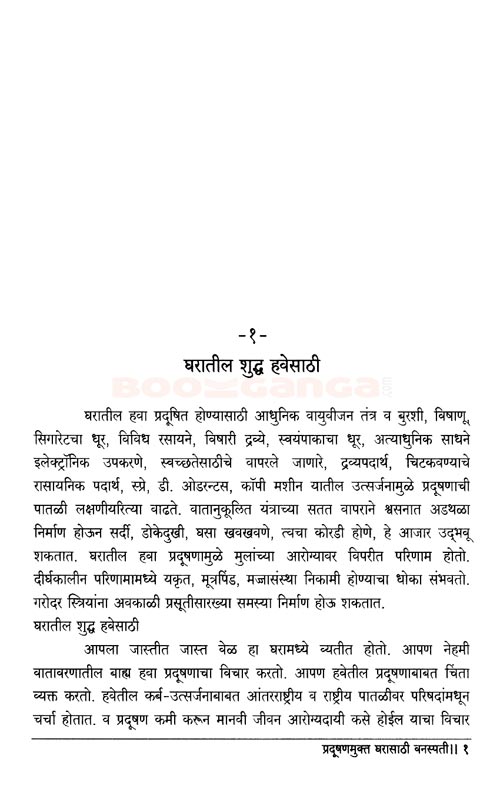 -१-
घरातील शुद्ध हवेसाठी
BOOKGANGA.com
घरातील हवा प्रदूषित होण्यासाठी आधुनिक वायुवीजन तंत्र व बुरशी, विषाणू,
सिगारेटचा धूर, विविध रसायने, विषारी द्रव्ये, स्वयंपाकाचा धूर, अत्याधुनिक साधने
इलेक्ट्रॉनिक उपकरणे, स्वच्छतेसाठीचे वापरले जाणारे, द्रव्यपदार्थ, चिटकवण्याचे
रासायनिक पदार्थ, स्प्रे, डी. ओडरन्टस, कॉपी मशीन यातील उत्सर्जनामुळे प्रदूषणाची
पातळी लक्षणीयरित्या वाढते. वातानुकूलित यंत्राच्या सतत वापराने श्वसनात अडथळा
निर्माण होऊन सर्दी, डोकेदुखी, घसा खवखवणे, त्वचा कोरडी होणे, हे आजार उद्‌भवू
शकतात. घरातील हवा प्रदूषणामुळे मुलांच्या आरोग्यावर विपरीत परिणाम होतो.
दीर्घकालीन परिणामामध्ये यकृत, मूत्रपिंड, मज्जासंस्था निकामी होण्याचा धोका संभवतो.
गरोदर स्त्रियांना अवकाळी प्रसूतीसारख्या समस्या निर्माण होऊ शकतात.
घरातील शुद्ध हवेसाठी
आपला जास्तीत जास्त वेळ हा घरामध्ये व्यतीत होतो. आपण नेहमी
वातावरणातील बाह्य हवा प्रदूषणाचा विचार करतो. आपण हवेतील प्रदूषणाबाबत चिंता
व्यक्त करतो. हवेतील कर्ब-उत्सर्जनाबाबत आंतरराष्ट्रीय व राष्ट्रीय पातळीवर परिषदांमधून
चर्चा होतात. व प्रदूषण कमी करून मानवी जीवन आरोग्यदायी कसे होईल याचा विचार
प्रदूषणमुक्त घरासाठी वनस्पती।। १